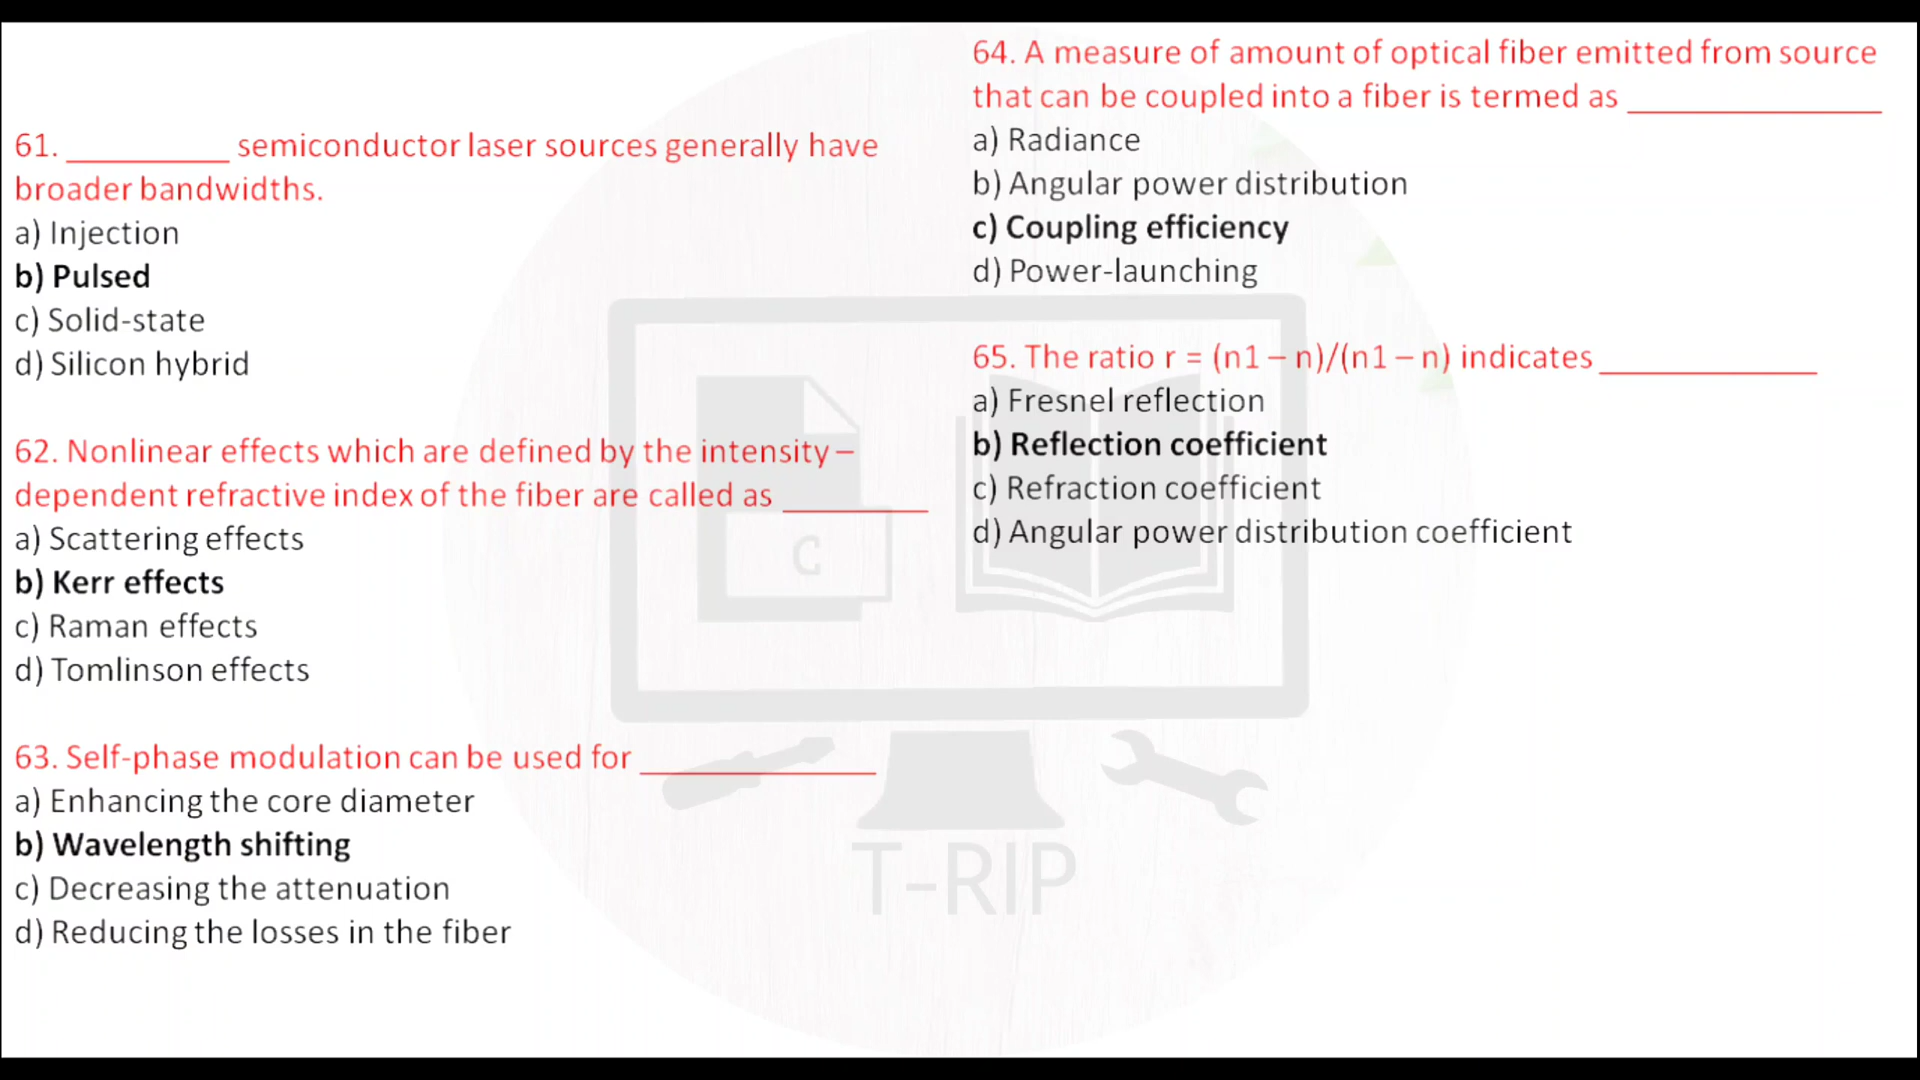 61. __________ semiconductor laser sources generally have
broader bandwidths.
a) Injection
b) Pulsed
c) Solid-state
d) Silicon hybrid
62. Nonlinear effects which are defined by the intensity –
dependent refractive index of the fiber are called as _________
a) Scattering effects
b) Kerr effects
c) Raman effects
d) Tomlinson effects
63. Self-phase modulation can be used for ______________
a) Enhancing the core diameter
b) Wavelength shifting
c) Decreasing the attenuation
d) Reducing the losses in the fiber
64. A measure of amount of optical fiber emitted from source
that can be coupled into a fiber is termed as _______________
a) Radiance
b) Angular power distribution
c) Coupling efficiency
d) Power-launching
65. The ratio r = (n1 – n)/(n1 – n) indicates _____________
a) Fresnel reflection
b) Reflection coefficient
c) Refraction coefficient
d) Angular power distribution coefficient
C
T-RIP